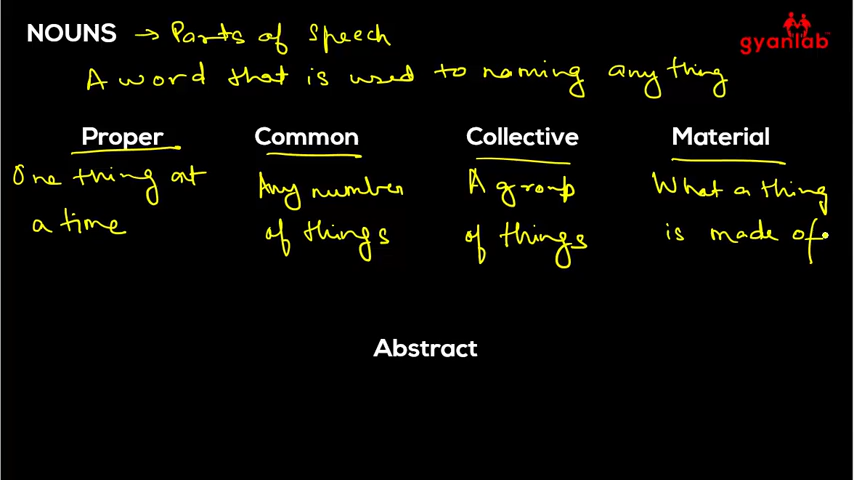 NOUNS → Parts of Speech
gyanlab
A word that is used to naming any thing
Proper Common Collective Material
One thing at a time
Any number of things
A group of things
What a thing is made of
Abstract